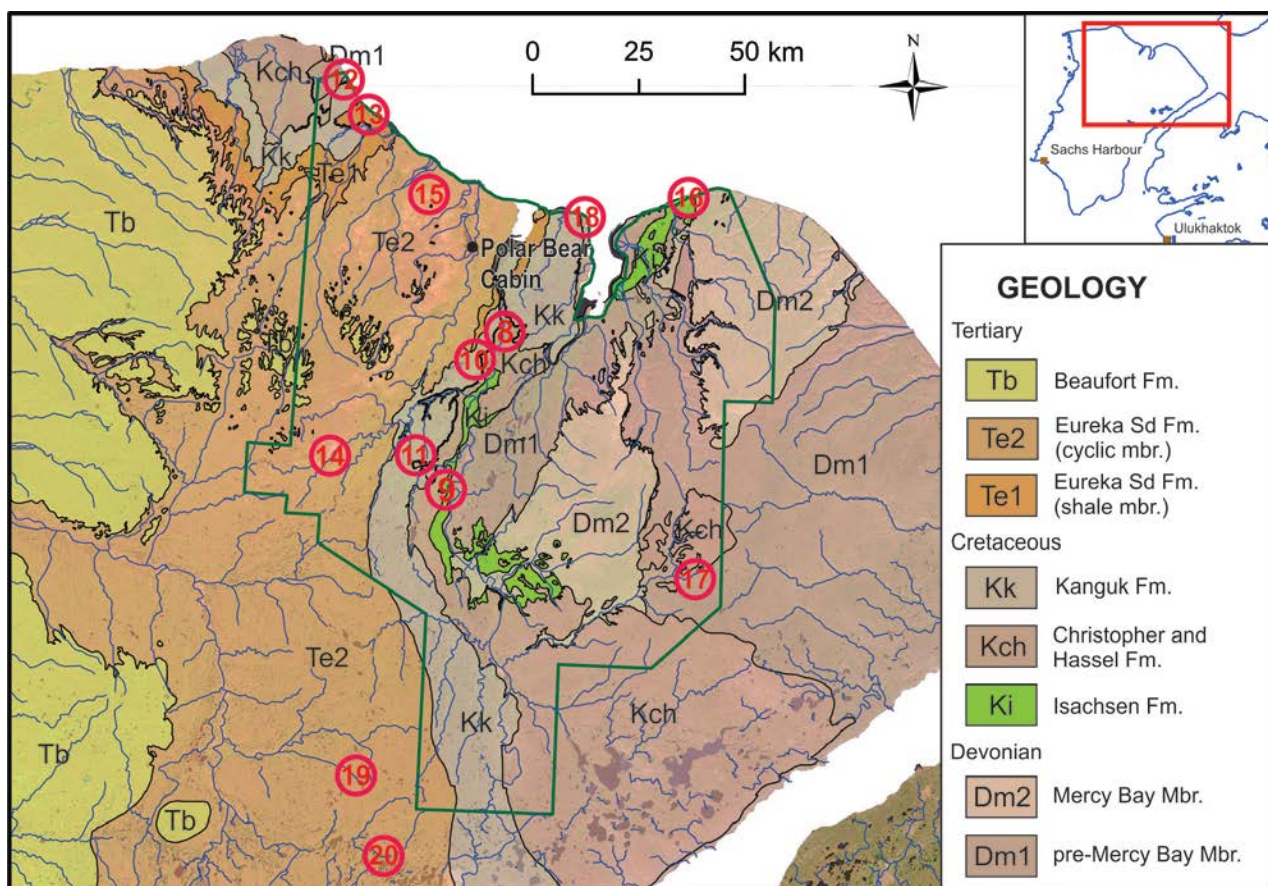 0 25 50 km
N
Dm1
Kch
12
13
Kk
Te1
15
Te2
Tb
Polar Bear
Cabin
18
16
Ki
Kk
Dm2
8
10
Kch
Tb
Ki
Dm1
11
14
9
Dm1
Dm2
Kch
17
Te2
Kk
Kch
Tb
19
Tb
20
Sachs Harbour
Ulukhaktok
GEOLOGY
Tertiary
Tb Beaufort Fm.
Te2 Eureka Sd Fm.
(cyclic mbr.)
Te1 Eureka Sd Fm.
(shale mbr.)
Cretaceous
Kk Kanguk Fm.
Kch Christopher and
Hassel Fm.
Ki Isachsen Fm.
Devonian
Dm2 Mercy Bay Mbr.
Dm1 pre-Mercy Bay Mbr.